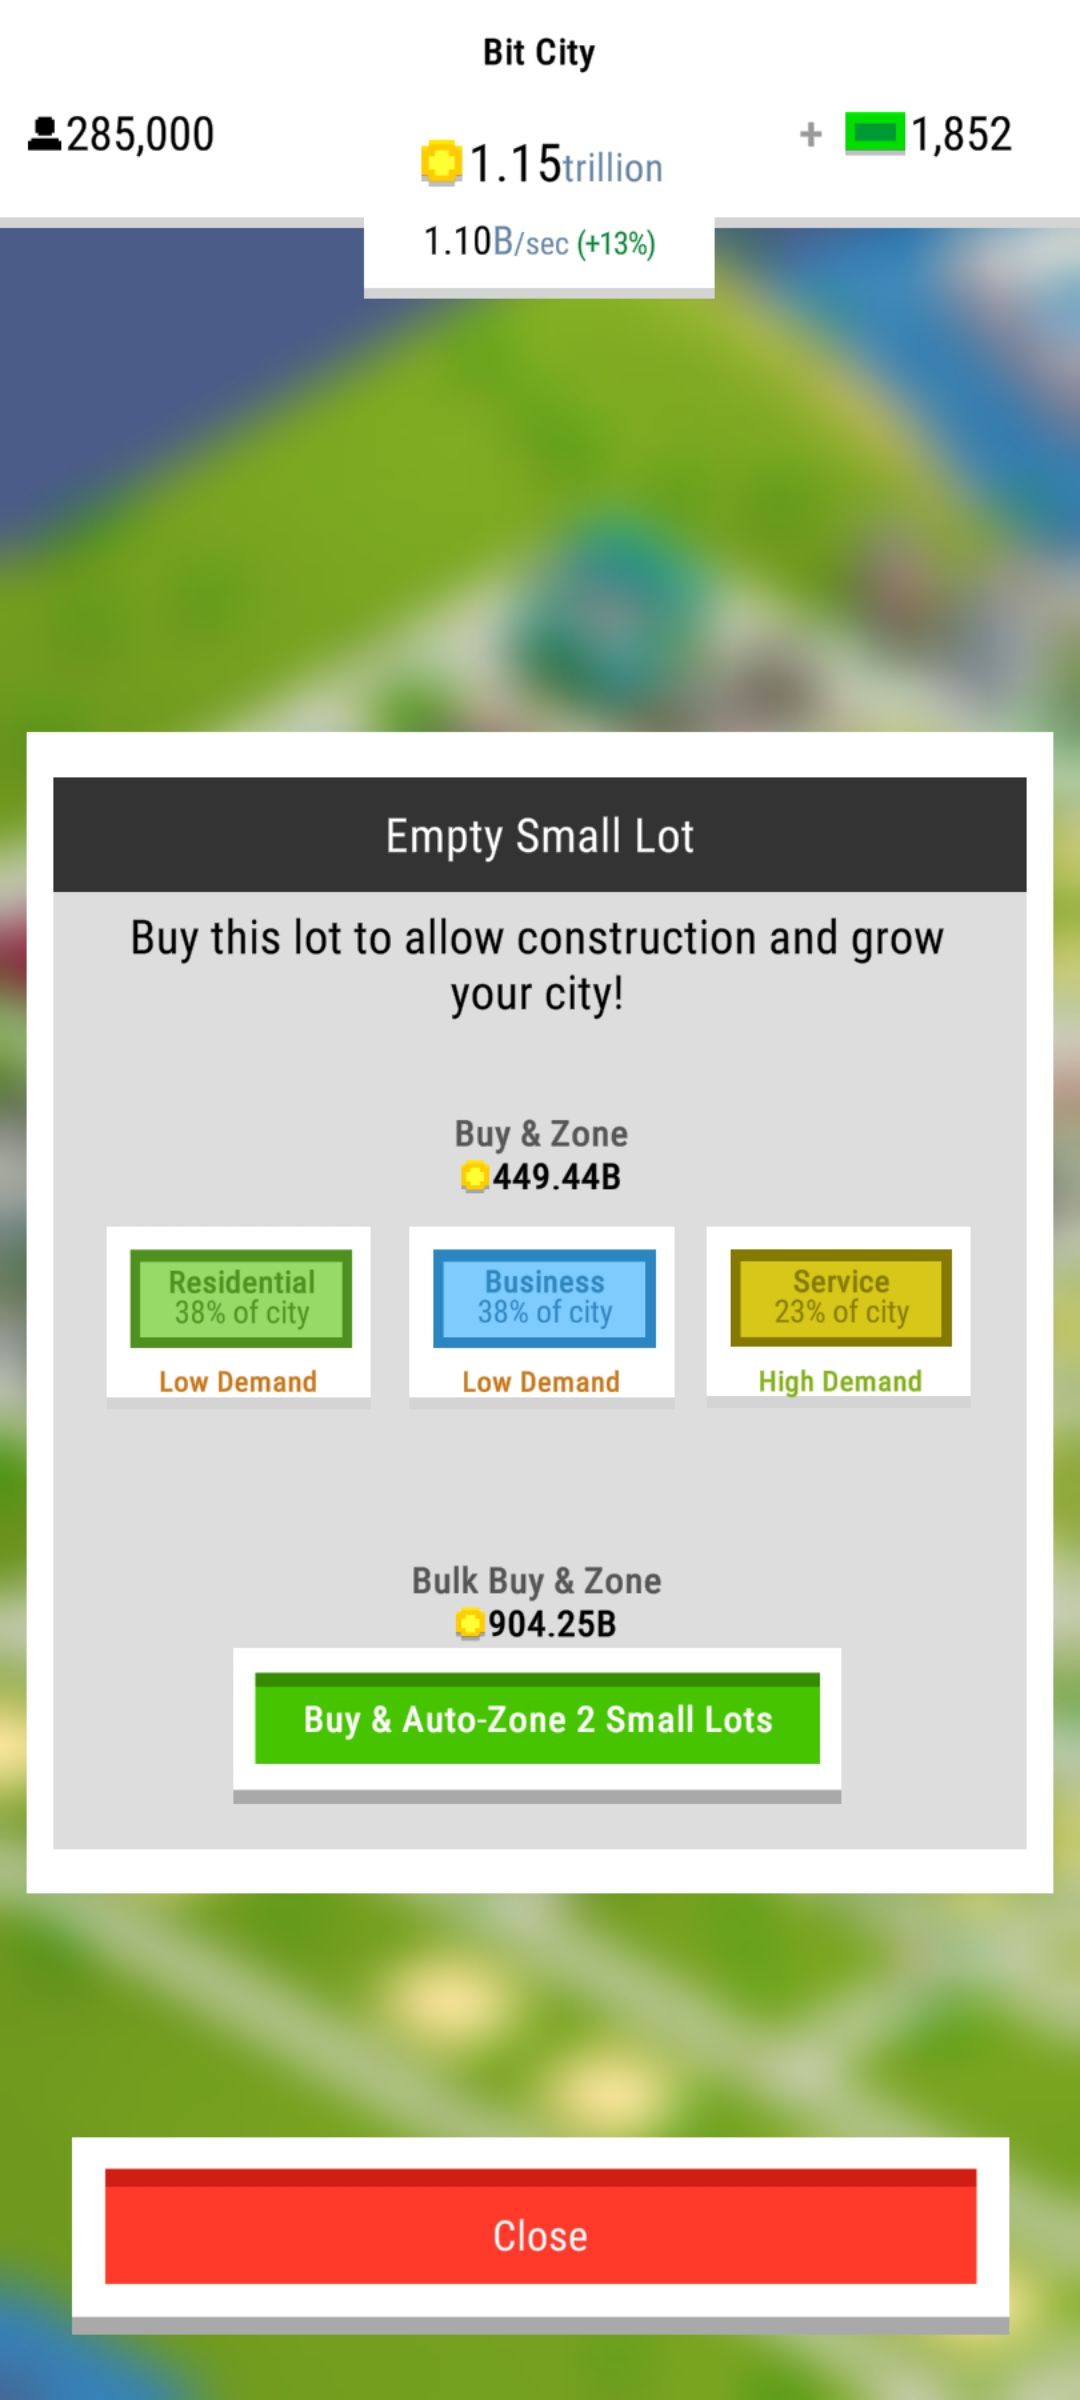 Bit City
285,000
1.15trillion
+ 1,852
1.10B/sec (+13%)
Empty Small Lot
Buy this lot to allow construction and grow
your city!
Buy & Zone
449.44B
Residential
38% of city
Low Demand
Business
38% of city
Low Demand
Service
23% of city
High Demand
Bulk Buy & Zone
904.25B
Buy & Auto-Zone 2 Small Lots
Close